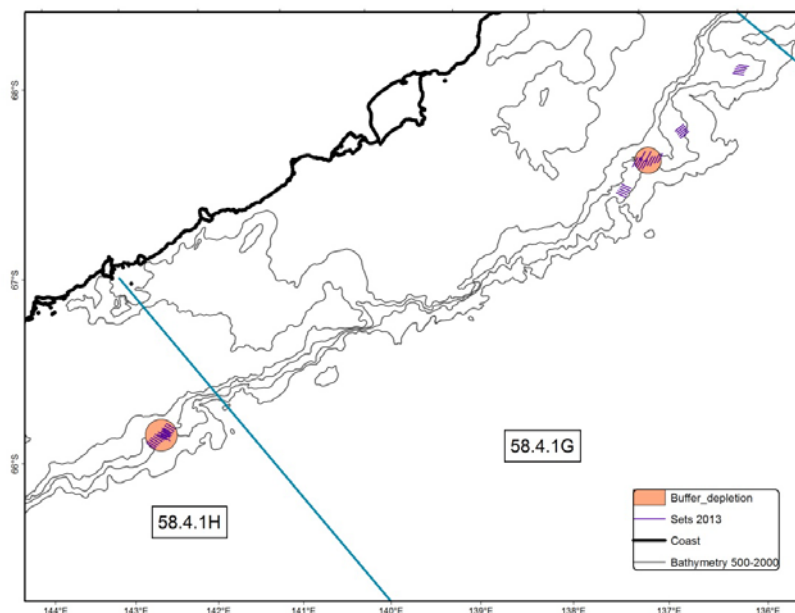 68°S
67°S
66°S
58.4.1G
58.4.1H
Buffer_depletion
Sets 2013
Coast
Bathymetry 500-2000
144°E 143°E 142°E 141°E 140°E 139°E 138°E 137°E 136°E